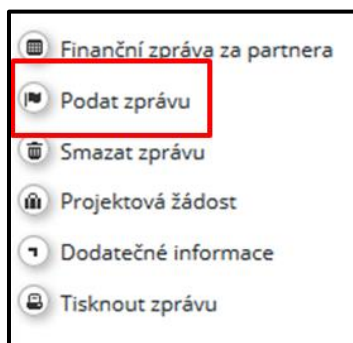 Finanční zpráva za partnera
Podat zprávu
Smazat zprávu
Projektová žádost
Dodatečné informace
Tisknout zprávu